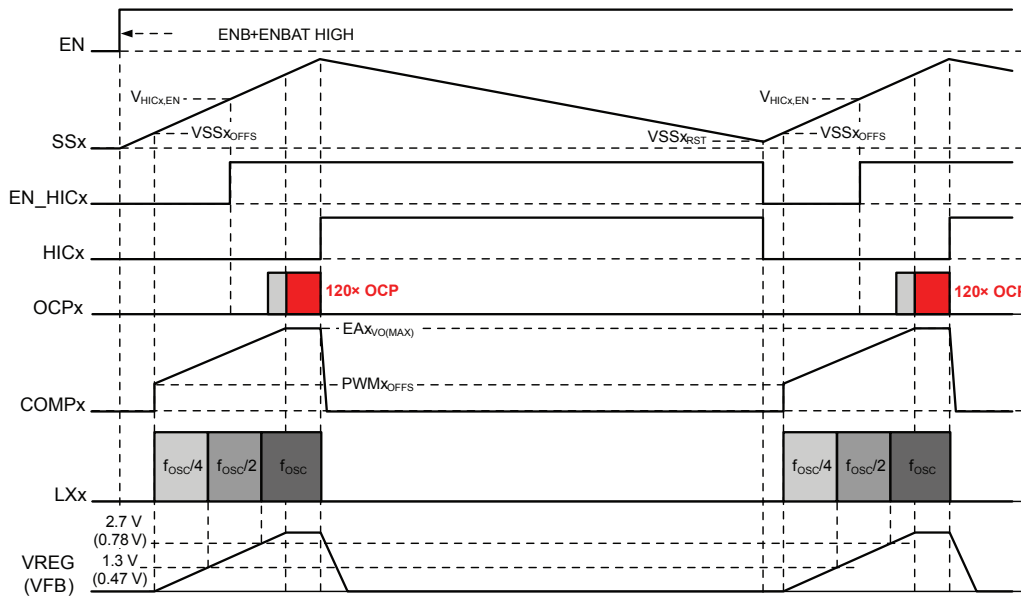 EN
ENB+ENBAT HIGH
VHICx,EN
VHICx,EN
VSSxOFFS
VSSxRST
VSSxOFFS
SSx
EN_HICx
HICx
120× OCP
120× OCP
OCPx
EAxVO(MAX)
PWMxOFFS
COMPx
fOSC/4 fOSC/2 fOSC
fOSC/4 fOSC/2 fOSC
LXx
2.7 V
(0.78 V)
1.3 V
(0.47 V)
VREG
(VFB)